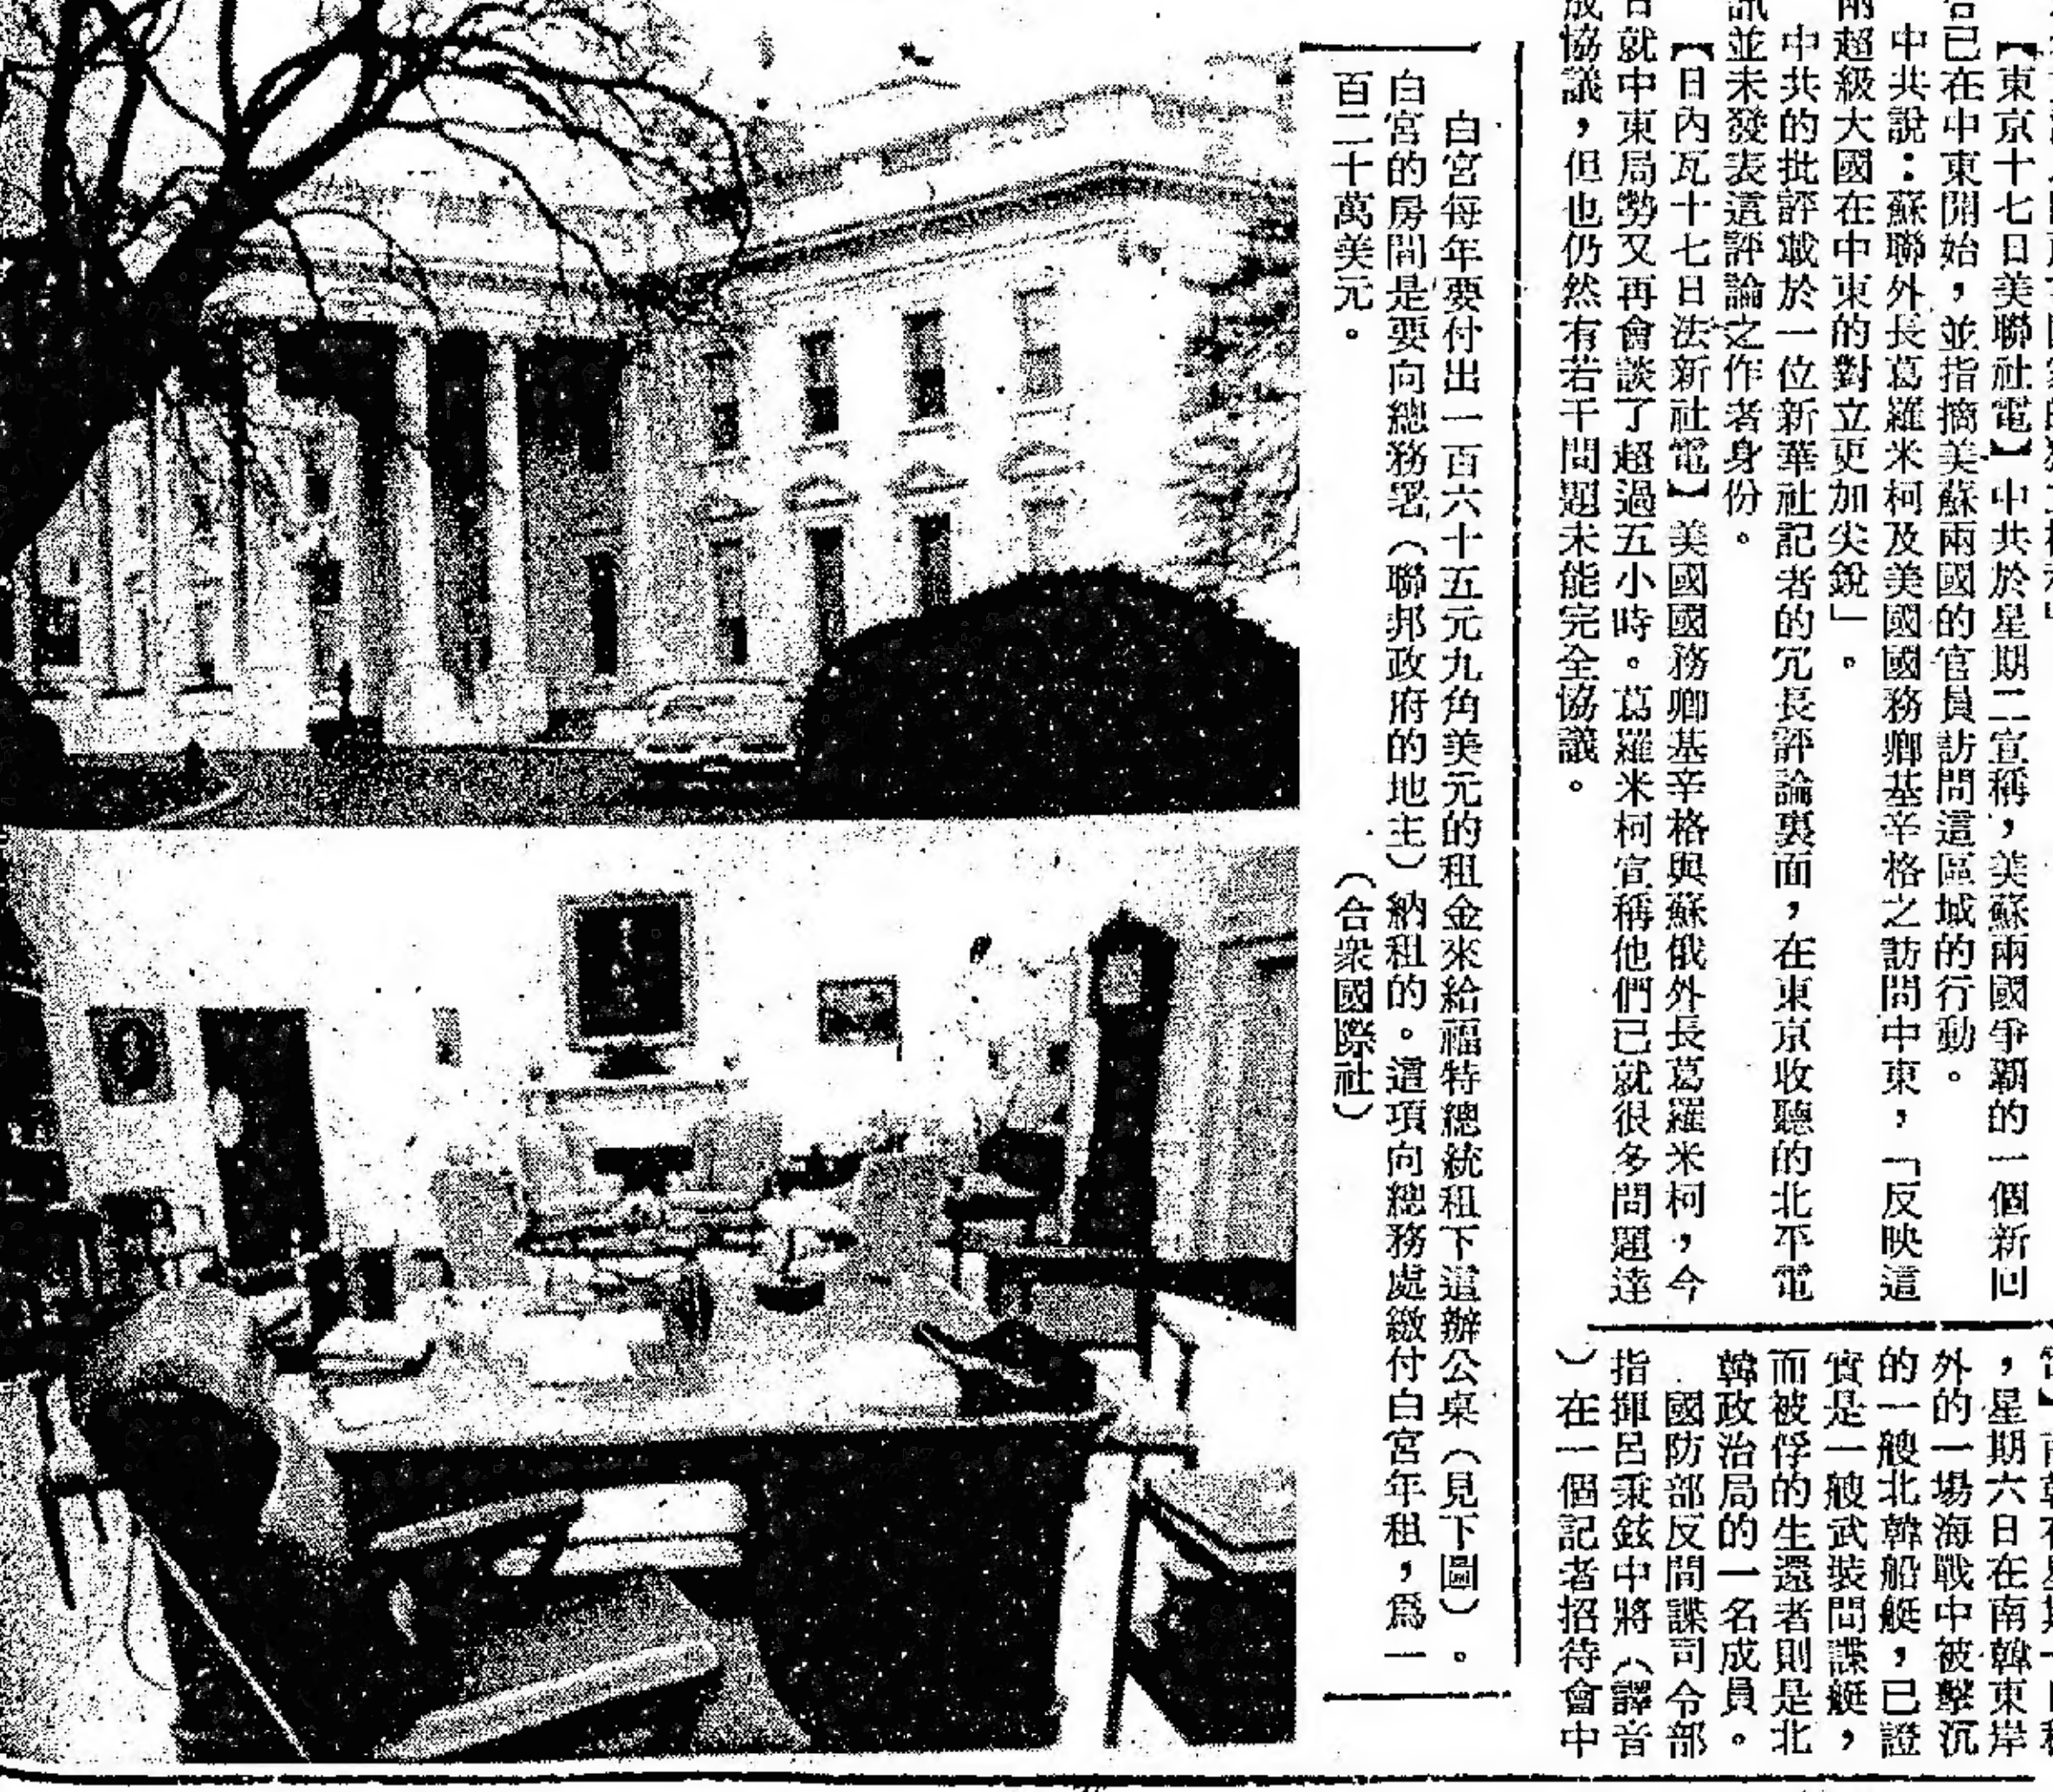 【東京十七日美聯社電】中共於星期二宣稱，美蘇兩國爭覇的一個新回
合已在中東開始，並指摘美蘇兩國的官員訪問這區域的行動。
中共說：蘇聯外長葛羅米柯及美國國務卿基辛格之訪問中東，「反映這
兩超級大國在中東的對立更加尖銳」。
中共的批評載於一位新華社記者的冗長評論裏面，在東京收聽的北平電
訊並未發表這評論之作者身份。
【日內瓦十七日法新社電】美國國務卿基辛格與蘇俄外長葛羅米柯，今
日就中東局勢又再會談了超過五小時。葛羅米柯宣稱他們已就很多問題達
成協議，但也仍然有若干問題未能完全協議。
，星期六日在南韓東岸
外的一場海戰中被擊沉
的一艘北韓船艇，已證
實是一艘武裝間諜艇，
而被俘的生還者則是北
韓政治局的一名成員。
國防部反間諜司令部
指揮呂秉鉉中將（譯音
）在一個記者招待會中
白宮每年要付出一百六十五元九角美元的租金來給福特總統租下這辦公桌（見下圖）。
白宮的房間是要向總務署（聯邦政府的地主）納租的。這項向總務處繳付白宮年租，爲一
百二十萬美元。　（合衆國際社）